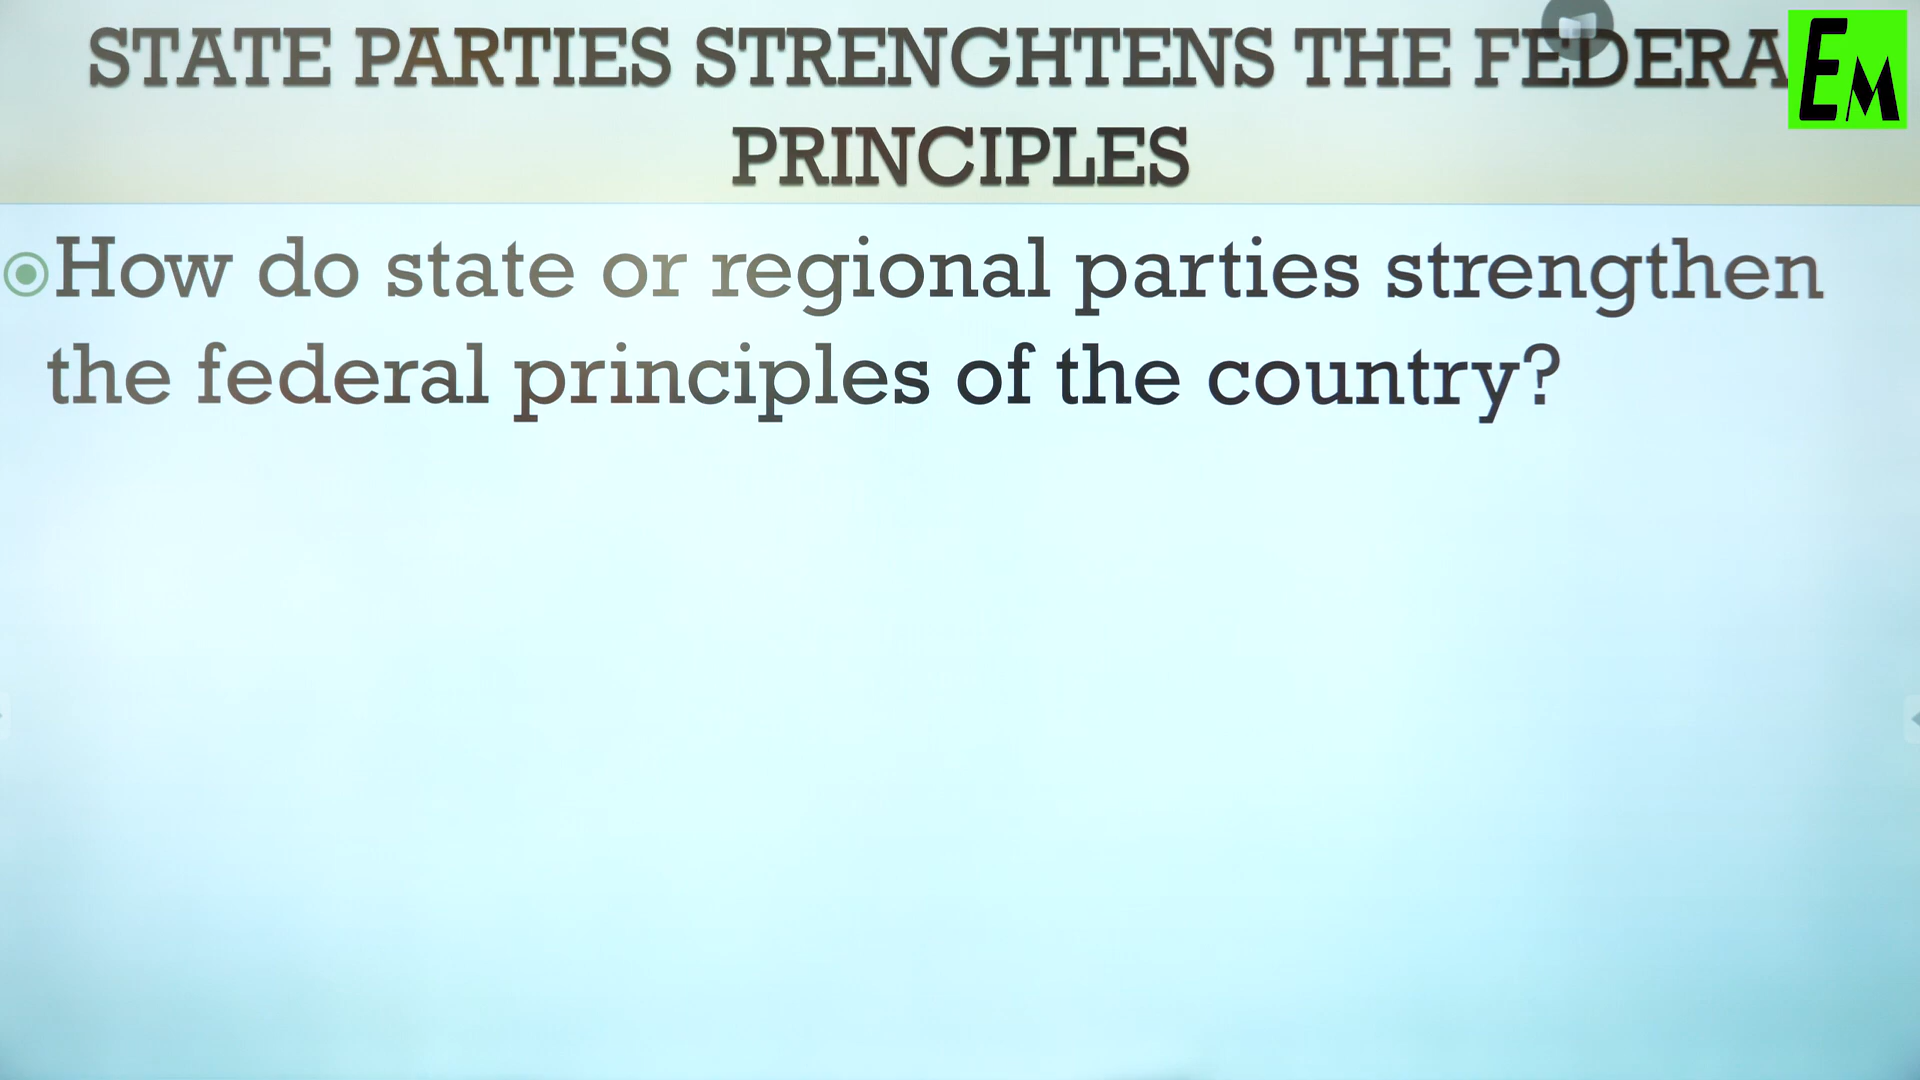 STATE PARTIES STRENGHTENS THE FEDERA
PRINCIPLES
EM
How do state or regional parties strengthen
the federal principles of the country?